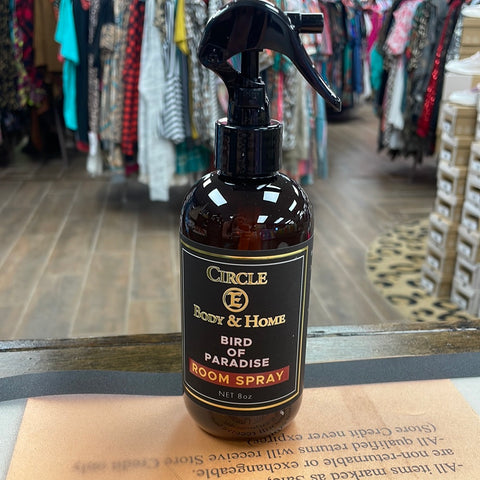 CIRCLE
E
BODY & HOME
BIRD
OF
PARADISE
ROOM SPRAY
NET 8oz
-All items marked as Sale,
are non-returnable or exchangeable.
-All qualified returns will receive Store Credit only
(Store Credit never expires)